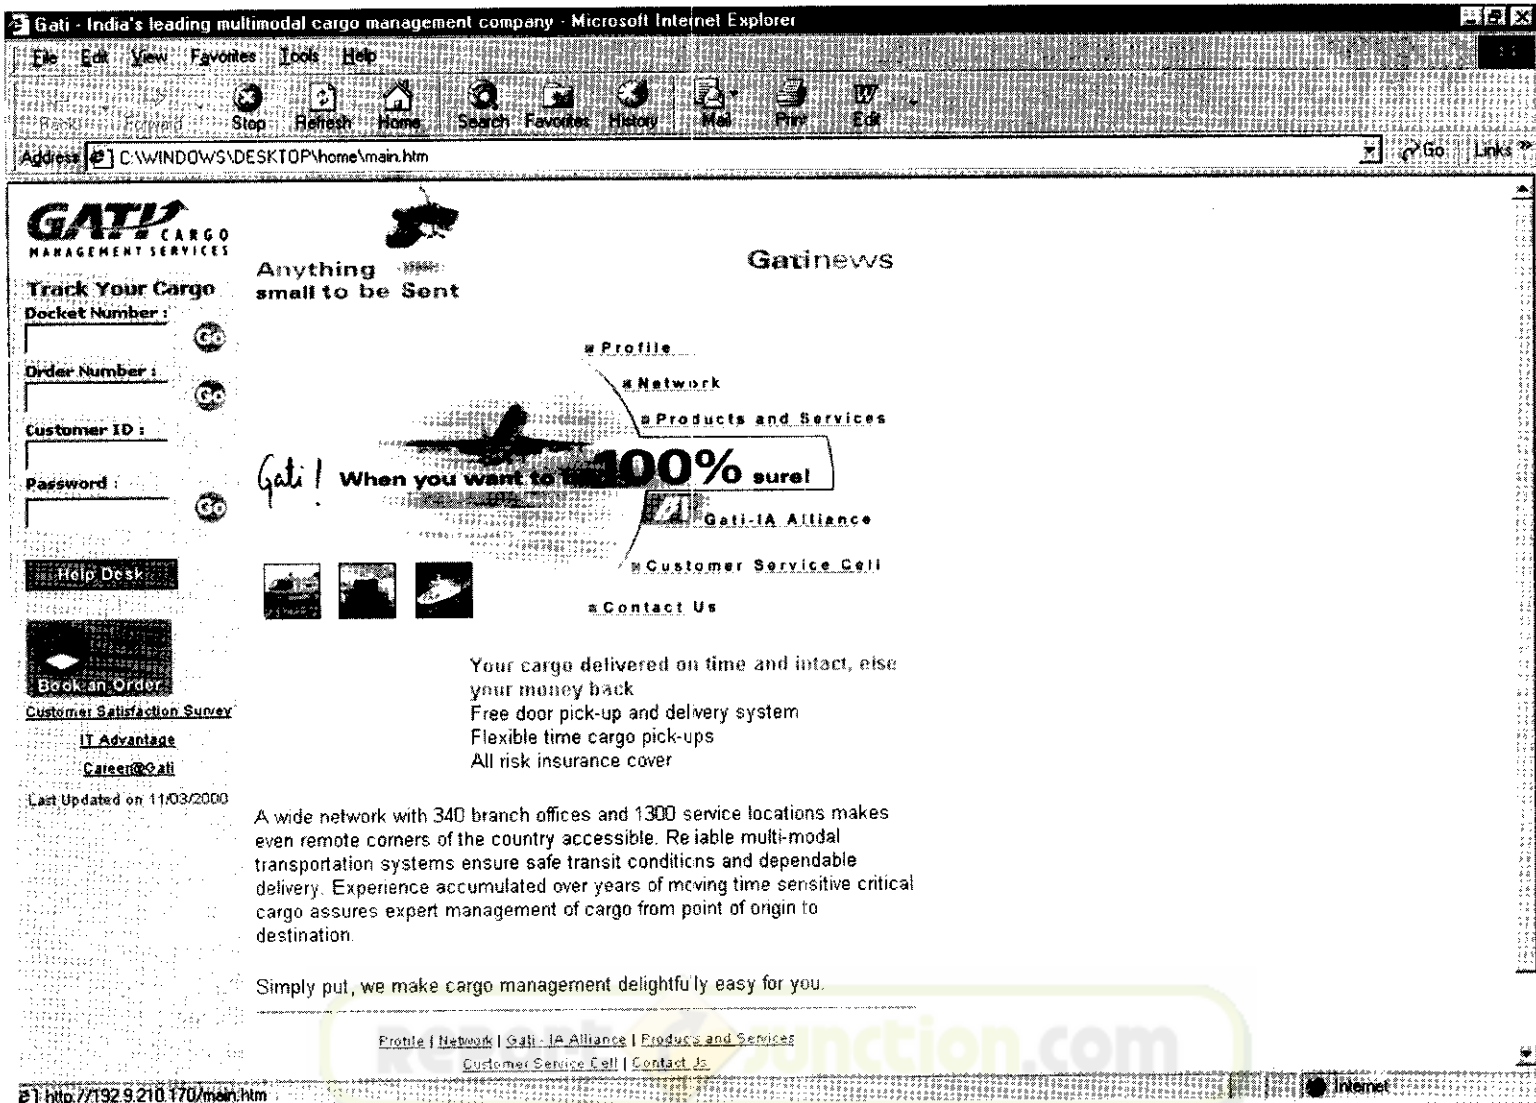 Gati - India's leading multimodal cargo management company - Microsoft Internet Explorer
File Edit View Favorites Tools Help
Back Forward Stop Refresh Home Search Favorites History Mail Print Edit
Address C:\WINDOWS\DESKTOP\home\main.htm Go Links »
GATI CARGO
MANAGEMENT SERVICES
Track Your Cargo
Docket Number :
Go
Order Number :
Go
Customer ID :
Password :
Go
Help Desk
Book an Order
Customer Satisfaction Survey
IT Advantage
Career@Gati
Last Updated on 11/03/2000
Anything
small to be Sent
Gatinews
Profile
Network
Products and Services
Gati! When you want to 100% sure!
Gati-IA Alliance
Customer Service Cell
Contact Us
Your cargo delivered on time and intact, else
your money back
Free door pick-up and delivery system
Flexible time cargo pick-ups
All risk insurance cover
A wide network with 340 branch offices and 1300 service locations makes
even remote corners of the country accessible. Re iable multi-modal
transportation systems ensure safe transit conditions and dependable
delivery. Experience accumulated over years of moving time sensitive critical
cargo assures expert management of cargo from point of origin to
destination.
Simply put, we make cargo management delightfully easy for you.
Profile | Network | Gati - IA Alliance | Products and Services
Customer Service Cell | Contact Us
http://192.9.210.170/main.htm Internet